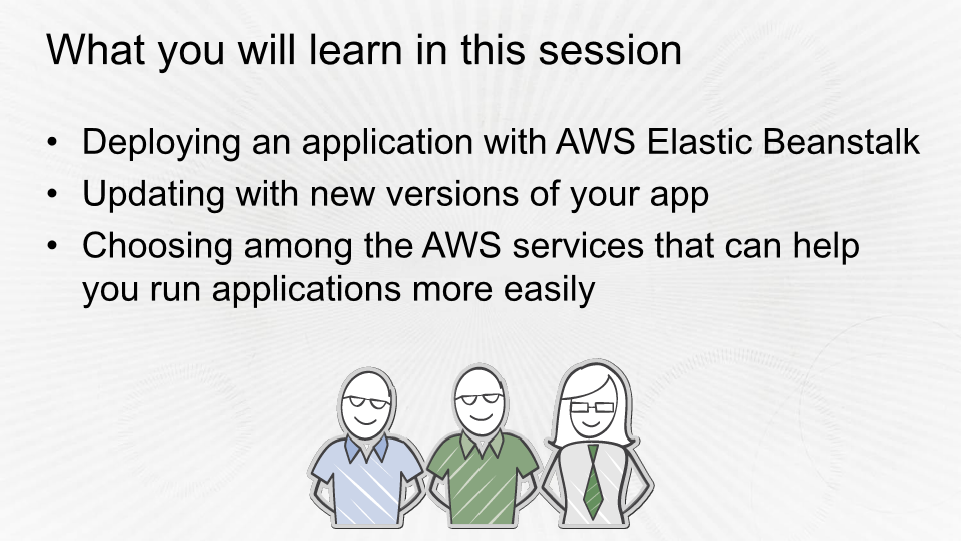 What you will learn in this session
• Deploying an application with AWS Elastic Beanstalk
• Updating with new versions of your app
• Choosing among the AWS services that can help
you run applications more easily